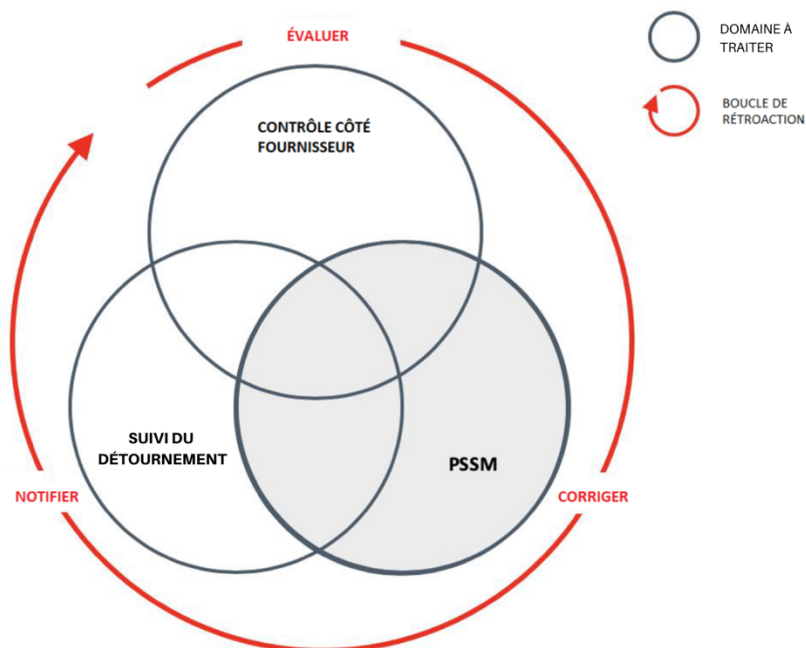 ÉVALUER
DOMAINE À
TRAITER
BOUCLE DE
RÉTROACTION
CONTRÔLE CÔTÉ
FOURNISSEUR
SUIVI DU
DÉTOURNEMENT
PSSM
NOTIFIER
CORRIGER